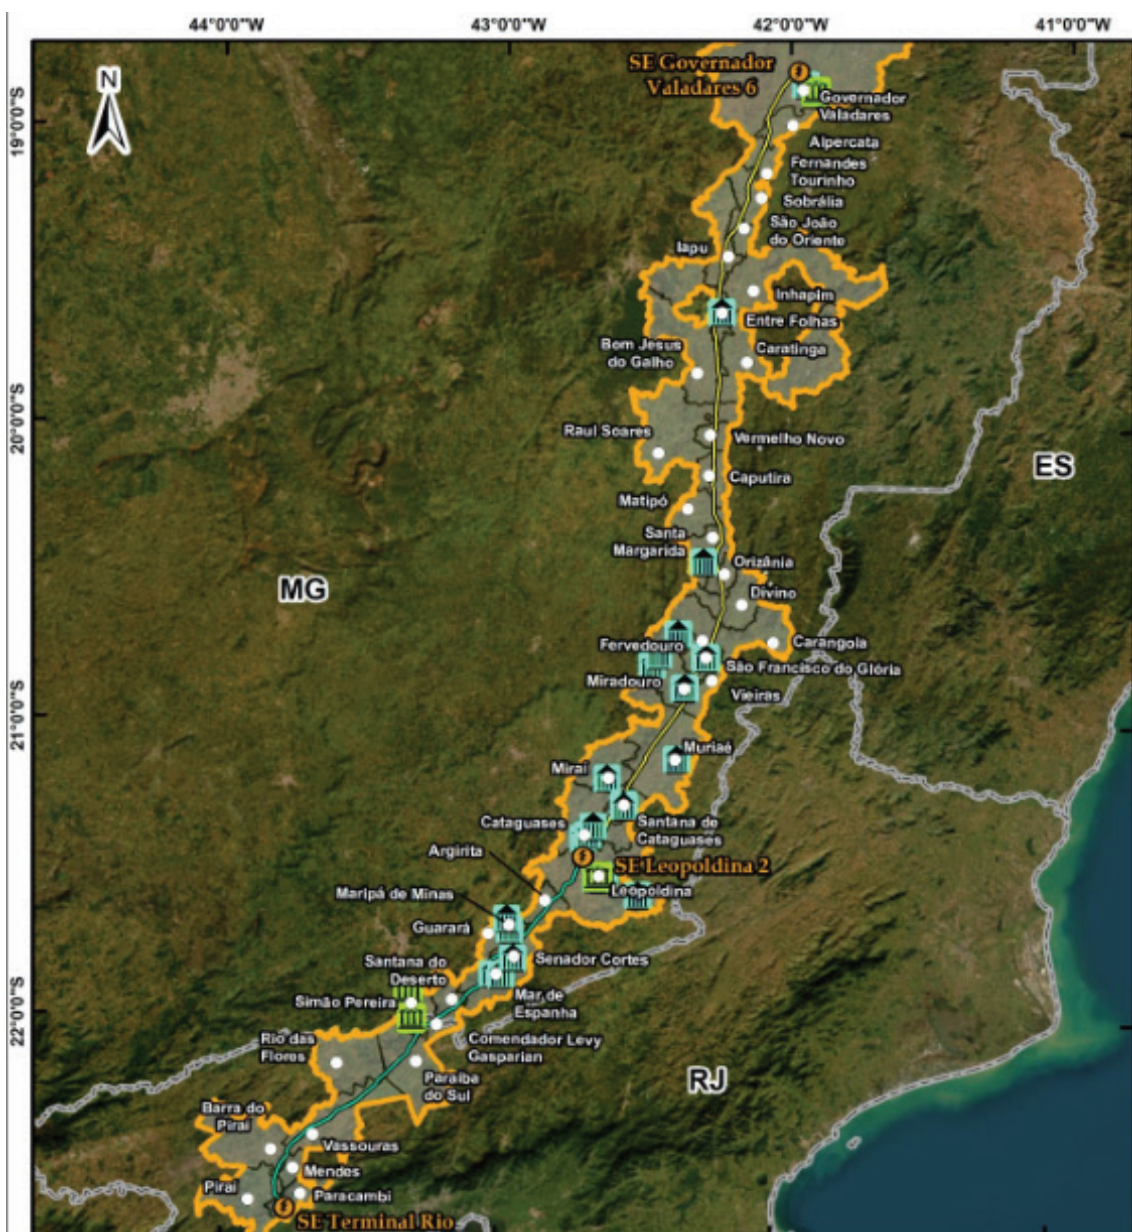 44°0'0"W
43°0'0"W
42°0'0"W
41°0'0"W
N
19°0'0"S
20°0'0"S
21°0'0"S
22°0'0"S
SE Governador
Valadares 6
Governador
Valadares
Alpercata
Fernandes
Tourinho
Sobrália
São João
do Oriente
Iapu
Inhapim
Entre Folhas
Bom Jesus
do Galho
Caratinga
Raul Soares
Vermelho Novo
ES
Caputira
Matipó
Santa
Margarida
Orizânia
MG
Divino
Fervedouro
Carangola
São Francisco do Glória
Miradouro
Vieiras
Muriaé
Miraí
Cataguases
Santana de
Cataguases
Argirita
SE Leopoldina 2
Leopoldina
Maripá de Minas
Guarará
Senador Cortes
Santana do
Deserto
Simão Pereira
Mar de
Espanha
Rio das
Flores
Comendador Levy
Gasparian
RJ
Paraíba
do Sul
Barra do
Piraí
Vassouras
Mendes
Piraí
Paracambi
SE Terminal Rio